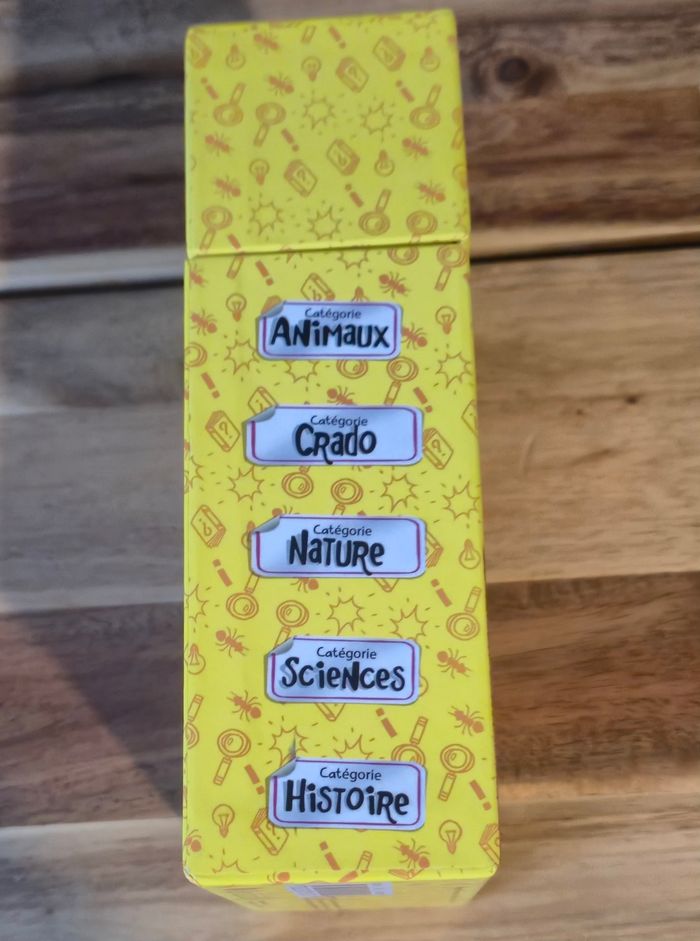 Catégorie
ANiMaUX
Catégorie
CRado
Catégorie
NaTURe
Catégorie
ScieNces
Catégorie
HiSTOiRe